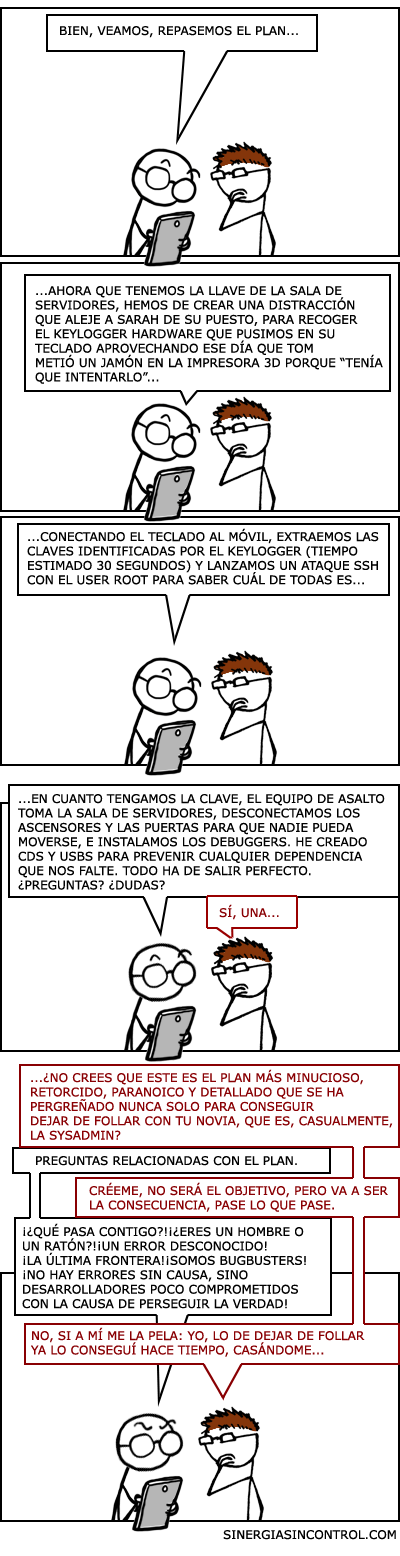 BIEN, VEAMOS, REPASEMOS EL PLAN...
...AHORA QUE TENEMOS LA LLAVE DE LA SALA DE
SERVIDORES, HEMOS DE CREAR UNA DISTRACCIÓN
QUE ALEJE A SARAH DE SU PUESTO, PARA RECOGER
EL KEYLOGGER HARDWARE QUE PUSIMOS EN SU
TECLADO APROVECHANDO ESE DÍA QUE TOM
METIÓ UN JAMÓN EN LA IMPRESORA 3D PORQUE “TENÍA
QUE INTENTARLO”...
...CONECTANDO EL TECLADO AL MÓVIL, EXTRAEMOS LAS
CLAVES IDENTIFICADAS POR EL KEYLOGGER (TIEMPO
ESTIMADO 30 SEGUNDOS) Y LANZAMOS UN ATAQUE SSH
CON EL USER ROOT PARA SABER CUÁL DE TODAS ES...
...EN CUANTO TENGAMOS LA CLAVE, EL EQUIPO DE ASALTO
TOMA LA SALA DE SERVIDORES, DESCONECTAMOS LOS
ASCENSORES Y LAS PUERTAS PARA QUE NADIE PUEDA
MOVERSE, E INSTALAMOS LOS DEBUGGERS. HE CREADO
CDS Y USBS PARA PREVENIR CUALQUIER DEPENDENCIA
QUE NOS FALTE. TODO HA DE SALIR PERFECTO.
¿PREGUNTAS? ¿DUDAS?
SÍ, UNA...
...¿NO CREES QUE ESTE ES EL PLAN MÁS MINUCIOSO,
RETORCIDO, PARANOICO Y DETALLADO QUE SE HA
PERGREÑADO NUNCA SOLO PARA CONSEGUIR
DEJAR DE FOLLAR CON TU NOVIA, QUE ES, CASUALMENTE,
LA SYSADMIN?
PREGUNTAS RELACIONADAS CON EL PLAN.
CRÉEME, NO SERÁ EL OBJETIVO, PERO VA A SER
LA CONSECUENCIA, PASE LO QUE PASE.
¡¿QUÉ PASA CONTIGO?!¡¿ERES UN HOMBRE O
UN RATÓN?!¡UN ERROR DESCONOCIDO!
¡LA ÚLTIMA FRONTERA!¡SOMOS BUGBUSTERS!
¡NO HAY ERRORES SIN CAUSA, SINO
DESARROLLADORES POCO COMPROMETIDOS
CON LA CAUSA DE PERSEGUIR LA VERDAD!
NO, SI A MÍ ME LA PELA: YO, LO DE DEJAR DE FOLLAR
YA LO CONSEGUÍ HACE TIEMPO, CASÁNDOME...
SINERGIASINCONTROL.COM